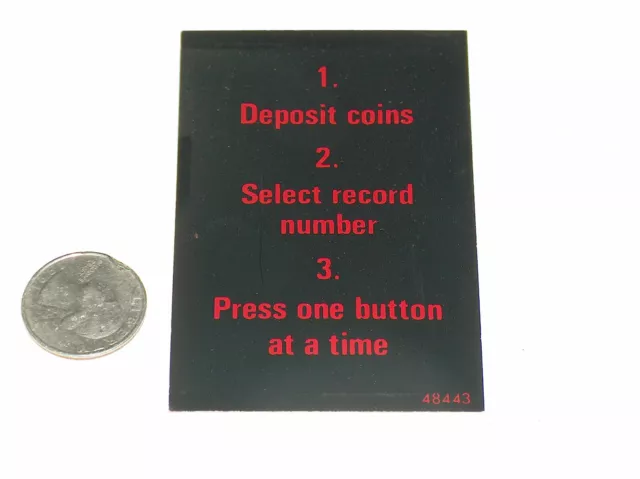 1.
Deposit coins
2.
Select record
number
3.
Press one button
at a time
48443